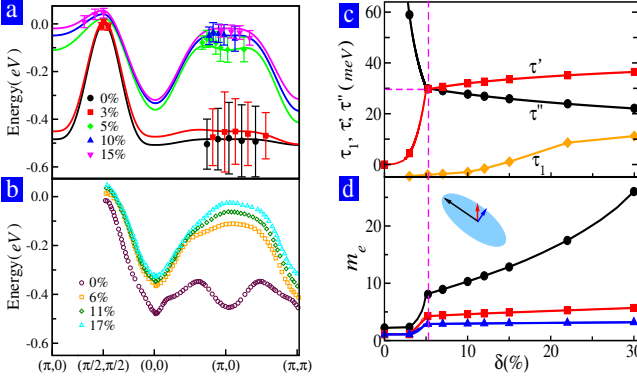 a
Energy(eV)
0.0
-0.2
-0.4
-0.6
0%
3%
5%
10%
15%
b
Energy(eV)
0.0
-0.2
-0.4
-0.6
0%
6%
11%
17%
(π,0)
(π/2,π/2)
(0,0)
(π,0)
(π,π)
c
τ₁, τ', τ'' (meV)
60
40
20
0
τ'
τ''
τ₁
d
mₑ
20
10
0
0
10
20
30
δ(%)